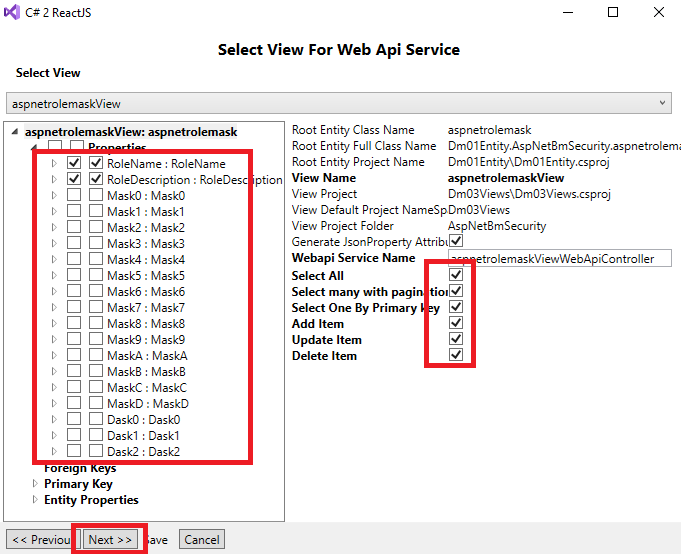 C# 2 ReactJS
Select View For Web Api Service
Select View
aspnetrolemaskView
aspnetrolemaskView: aspnetrolemask
Properties
RoleName : RoleName
RoleDescription : RoleDescription
Mask0 : Mask0
Mask1 : Mask1
Mask2 : Mask2
Mask3 : Mask3
Mask4 : Mask4
Mask5 : Mask5
Mask6 : Mask6
Mask7 : Mask7
Mask8 : Mask8
Mask9 : Mask9
MaskA : MaskA
MaskB : MaskB
MaskC : MaskC
MaskD : MaskD
Dask0 : Dask0
Dask1 : Dask1
Dask2 : Dask2
Foreign Keys
Primary Key
Entity Properties
Root Entity Class Name aspnetrolemask
Root Entity Full Class Name Dm01Entity.AspNetBmSecurity.aspnetrolema
Root Entity Project Name Dm01Entity\Dm01Entity.csproj
View Name aspnetrolemaskView
View Project Dm03Views\Dm03Views.csproj
View Default Project NameSp Dm03Views
View Project Folder AspNetBmSecurity
Generate JsonProperty Attribu
Webapi Service Name aspnetrolemaskViewWebApiController
Select All
Select many with pagination
Select One By Primary key
Add Item
Update Item
Delete Item
<< Previou Next >> Save Cancel